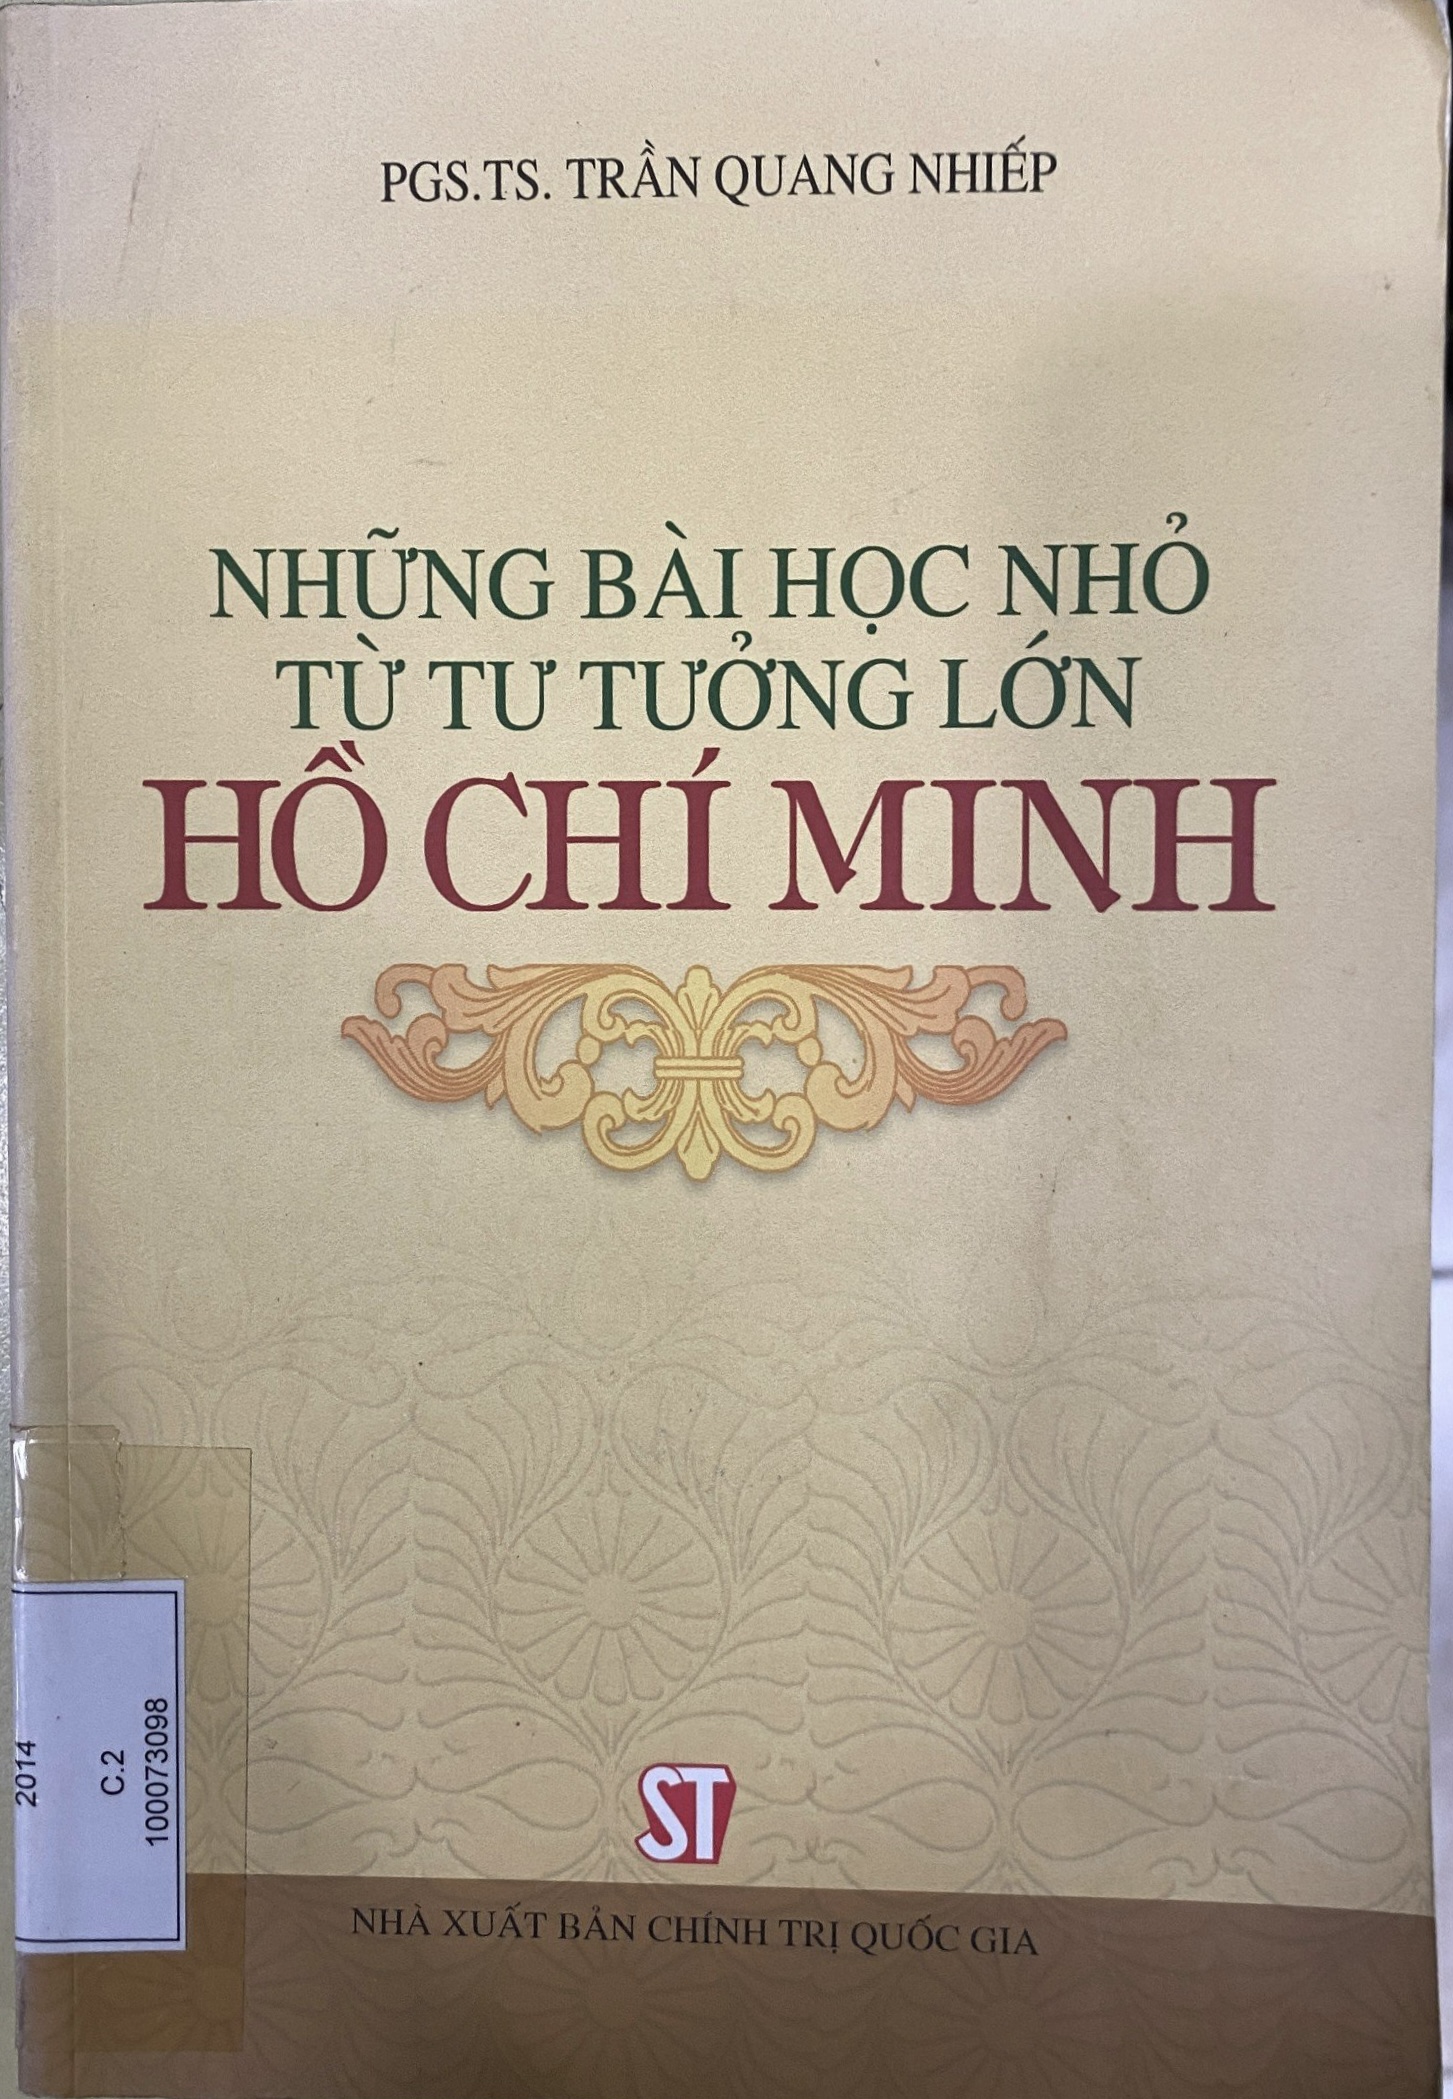 PGS.TS. TRẦN QUANG NHIẾP
NHỮNG BÀI HỌC NHỎ
TỪ TƯ TƯỞNG LỚN
HỒ CHÍ MINH
ST
NHÀ XUẤT BẢN CHÍNH TRỊ QUỐC GIA
2014
C.2
100073098